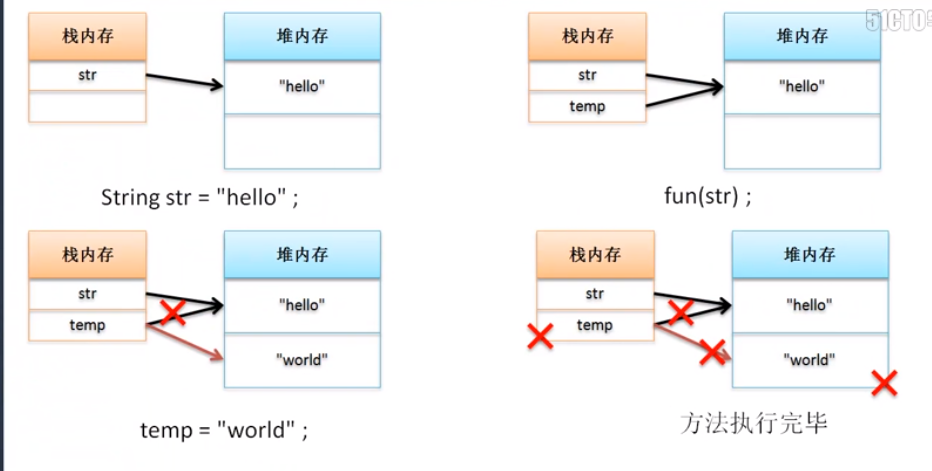 51CTO
栈内存
堆内存
str
"hello"
String str = "hello" ;
栈内存
堆内存
str
temp
"hello"
fun(str) ;
栈内存
堆内存
str
temp
"hello"
"world"
temp = "world" ;
栈内存
堆内存
str
temp
"hello"
"world"
方法执行完毕